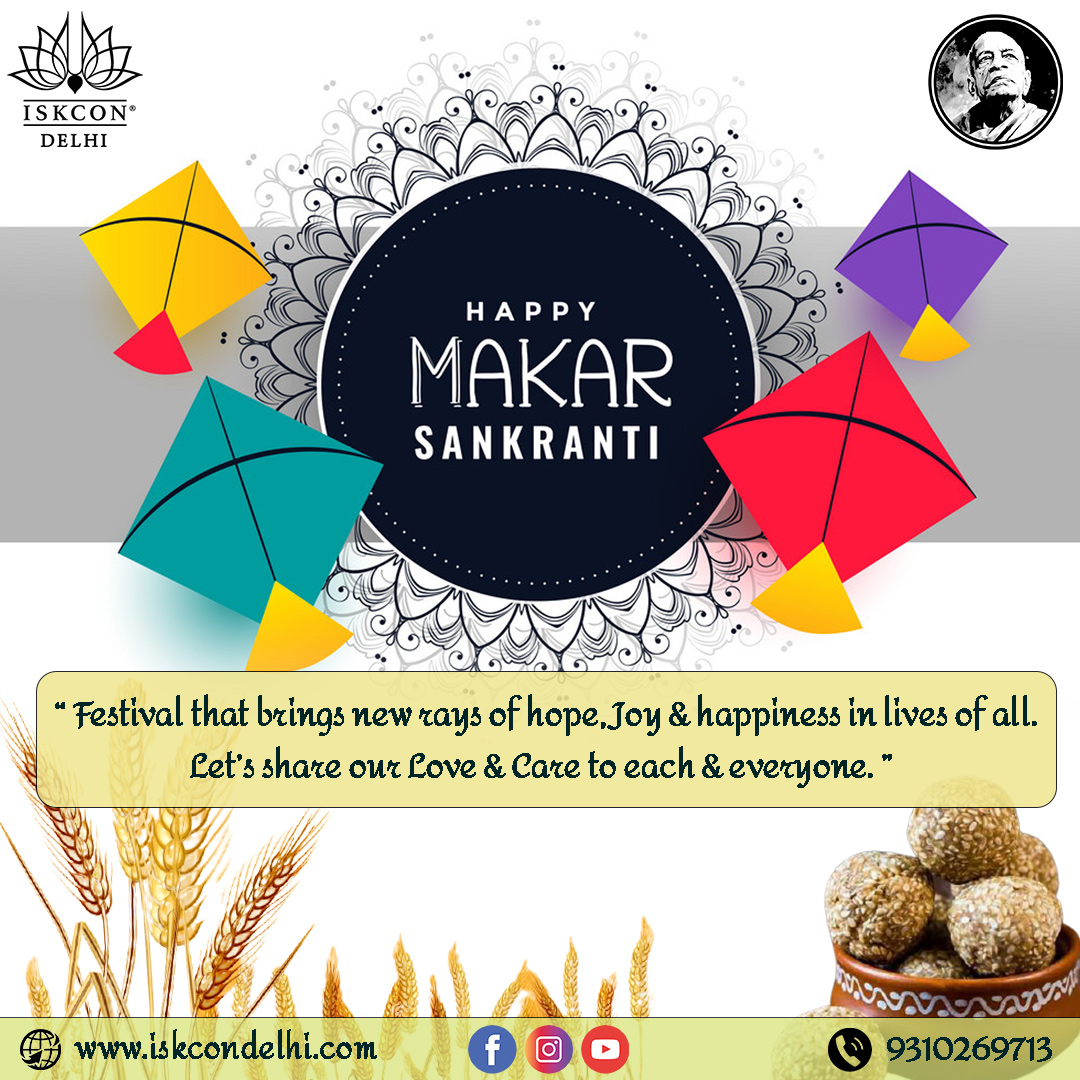 ISKCON®
DELHI
HAPPY
MAKAR
SANKRANTI
“ Festival that brings new rays of hope,Joy & happiness in lives of all.
Let's share our Love & Care to each & everyone. ”
www.iskcondelhi.com
9310269713